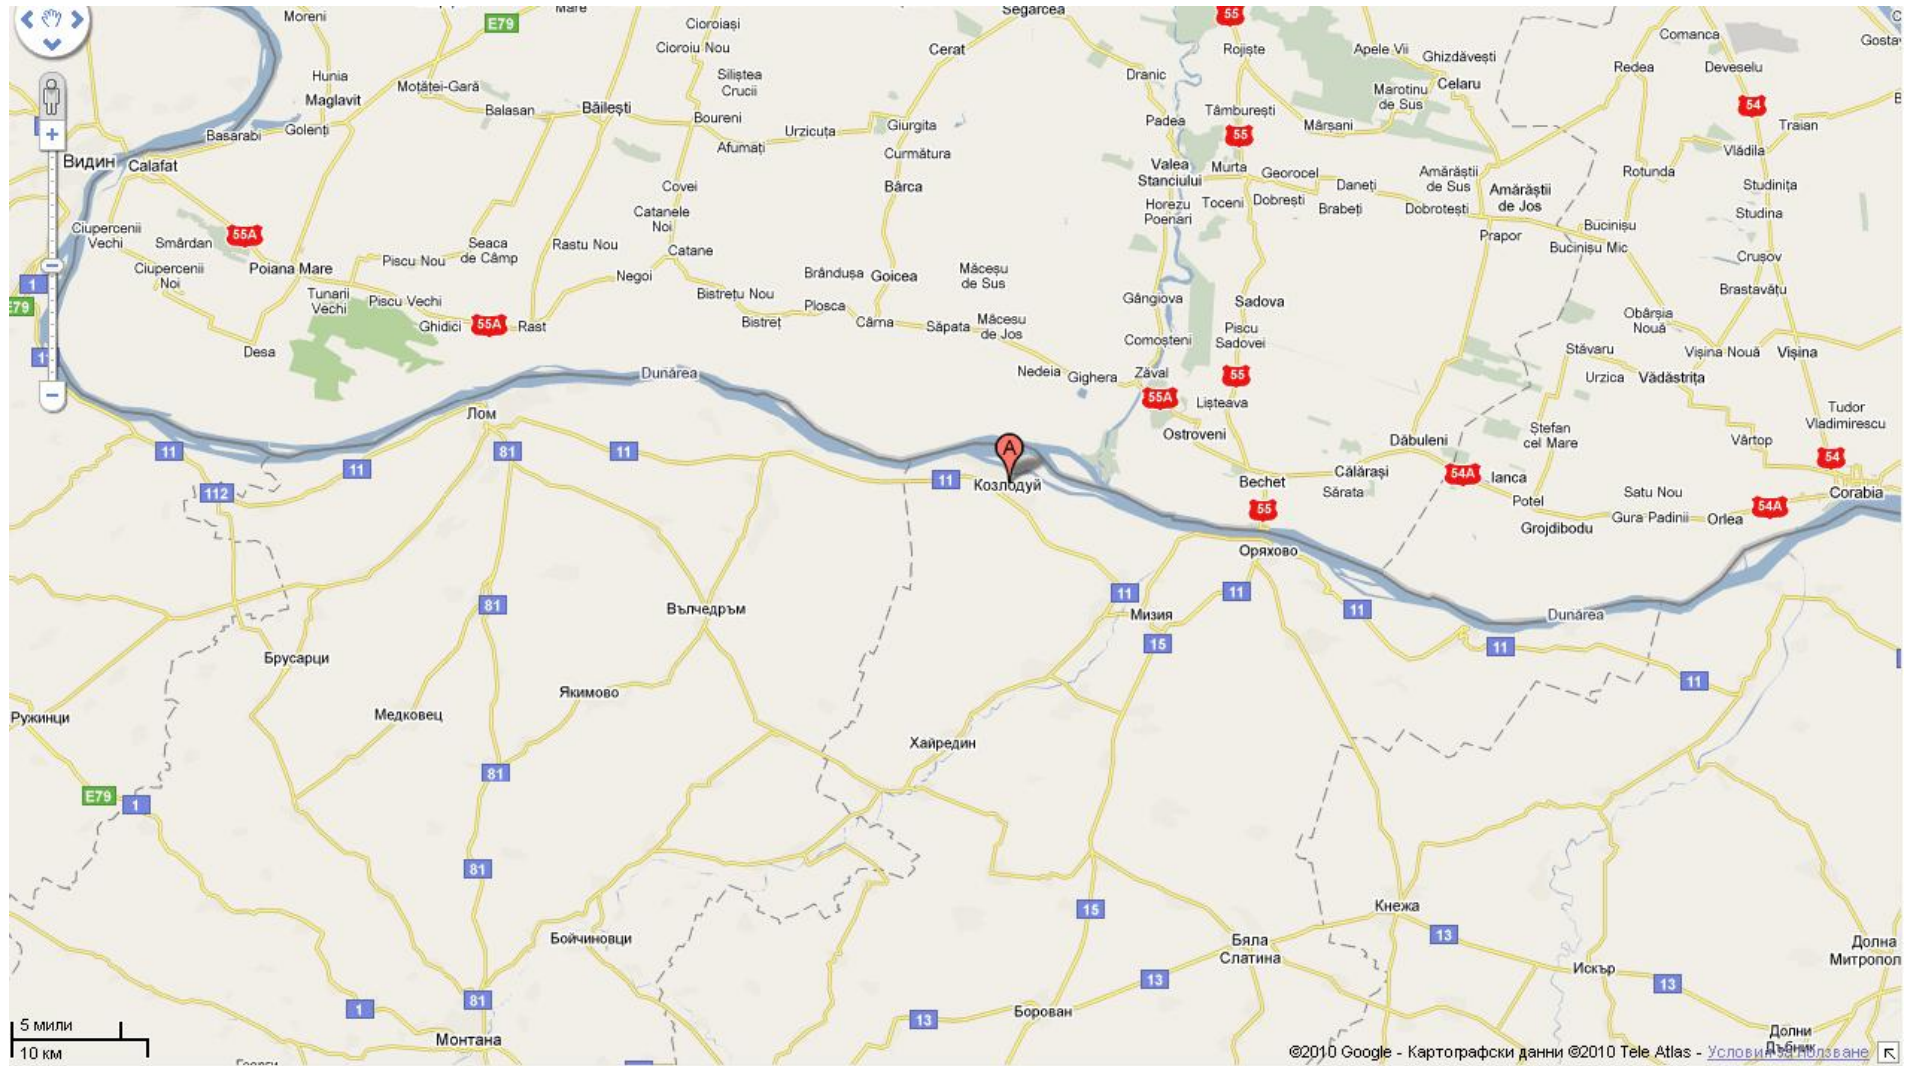 Moreni
E79
Mare
Cioroiași
Segarcea
55
Comanca
Cioroiu Nou
Cerat
Rojiște
Apele Vii
Ghizdăvești
Hunia
Moțăței-Gară
Siliștea
Crucii
Dranic
Redea
Deveselu
Maglavit
Marotinu
de Sus
Celaru
Balasan
Băilești
Boureni
Padea
Tâmburești
54
Basarabi
Golenți
Urzicuța
Giurgita
55
Mârșani
Traian
Afumați
Curmătura
Vlădila
Видин
Calafat
Valea
Stanciului
Murta
Georocel
Amărăștii
de Sus
Rotunda
Covei
Bârca
Daneți
Amărăștii
de Jos
Studinița
Catanele
Noi
Horezu
Poenari
Toceni
Dobrești
Brabeți
Dobrotești
Studina
Ciupercenii
Vechi
Smârdan
55A
Seaca
de Câmp
Rastu Nou
Catane
Prapor
Bucinișu
Bucinișu Mic
Crușov
Ciupercenii
Noi
Poiana Mare
Piscu Nou
Negoi
Brândușa
Goicea
Măceșu
de Sus
1
E79
Tunarii
Vechi
Piscu Vechi
Bistrețu Nou
Plosca
Gângiova
Sadova
Brastavățu
Ghidici
55A
Rast
Bistreț
Cârna
Săpata
Măcesu
de Jos
Piscu
Sadovei
Obârșia
Nouă
Desa
Comoșteni
Stăvaru
Vișina Nouă
Vișina
Dunărea
Nedeia
Gighera
Zăval
55
Urzica
Vădăstrița
55A
Lișteava
Лом
Tudor
Vladimirescu
11
81
11
A
Ostroveni
Dăbuleni
Ștefan
cel Mare
Vârtop
11
54
112
11
Козлодуй
Bechet
Călărași
54A
Ianca
Sărata
Potel
Satu Nou
Corabia
55
Grojdibodu
Gura Padinii
Orlea
54A
Оряхово
81
Вълчедръм
11
11
11
Мизия
Dunărea
15
11
Брусарци
Якимово
11
Ружинци
Медковец
Хайредин
81
E79
1
81
15
Кнежа
Бойчиновци
Бяла
Слатина
13
Долна
Митропол
Искър
13
13
81
1
Борован
13
5 мили
10 км
Монтана
Долни
Дъбник
©2010 Google - Картографски данни ©2010 Tele Atlas - Условия за ползване